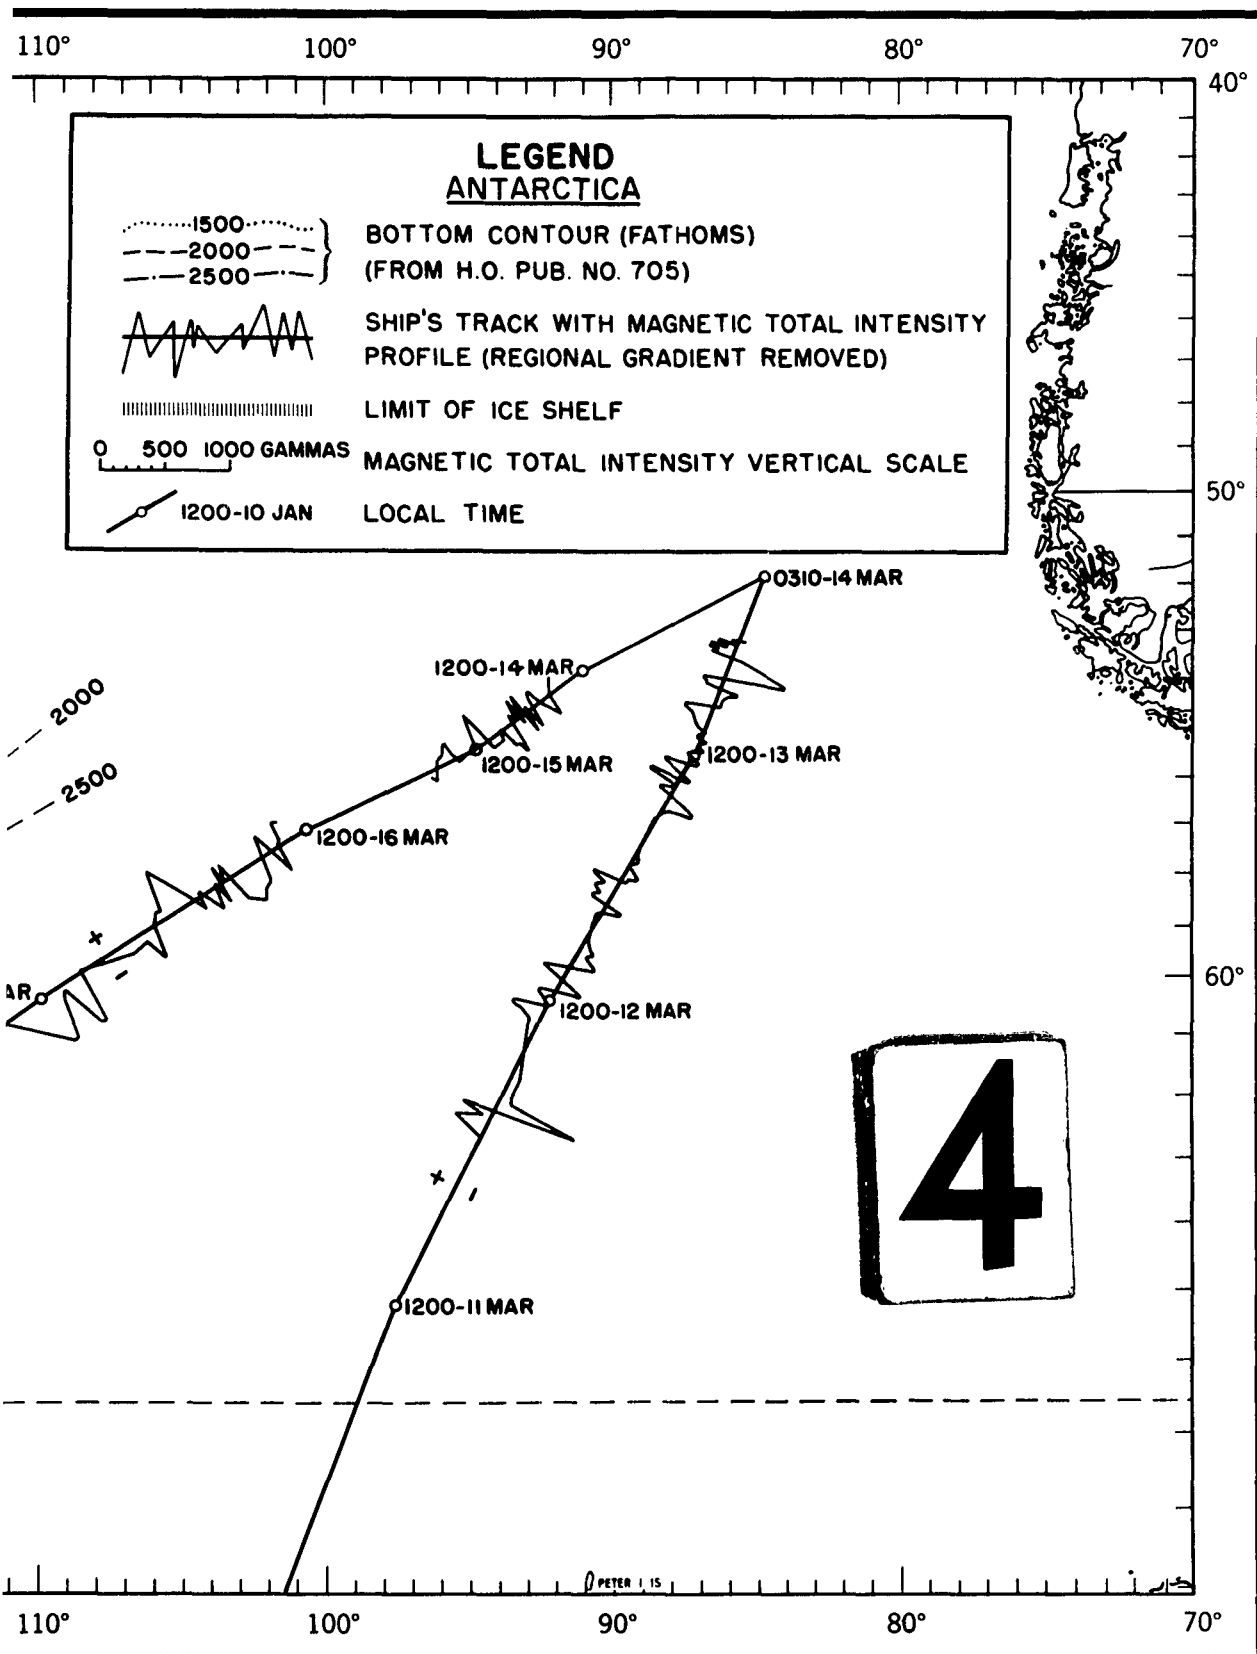 110° 100° 90° 80° 70°
40°
LEGEND
ANTARCTICA
1500
2000
2500
BOTTOM CONTOUR (FATHOMS)
(FROM H.O. PUB. NO. 705)
SHIP'S TRACK WITH MAGNETIC TOTAL INTENSITY
PROFILE (REGIONAL GRADIENT REMOVED)
LIMIT OF ICE SHELF
0 500 1000 GAMMAS
MAGNETIC TOTAL INTENSITY VERTICAL SCALE
1200-10 JAN
LOCAL TIME
50°
0310-14 MAR
1200-14 MAR
2000
1200-13 MAR
1200-15 MAR
2500
1200-16 MAR
+
-
AR
60°
1200-12 MAR
4
+
-
1200-11 MAR
PETER I IS
110° 100° 90° 80° 70°